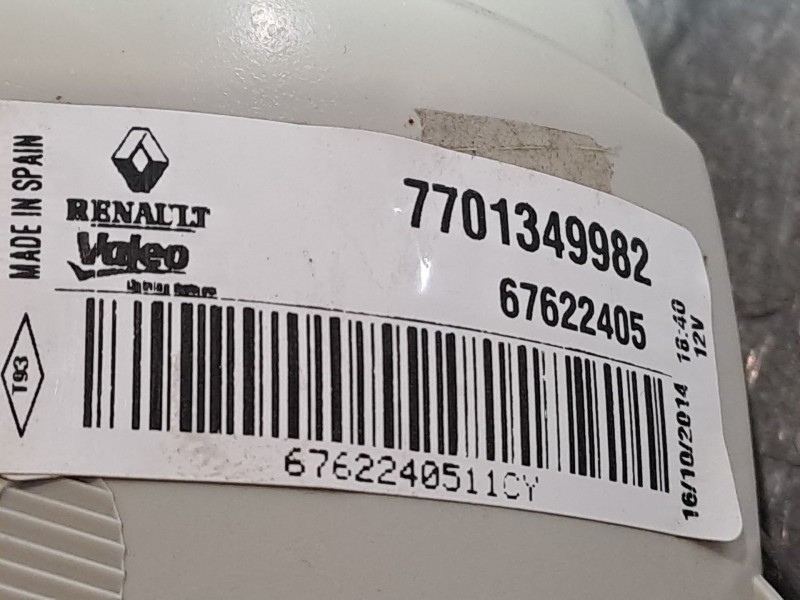 MADE IN SPAIN
RENAULT
Valeo
7701349982
67622405
T93
6762240511CY
16/10/2014 16:40
12V